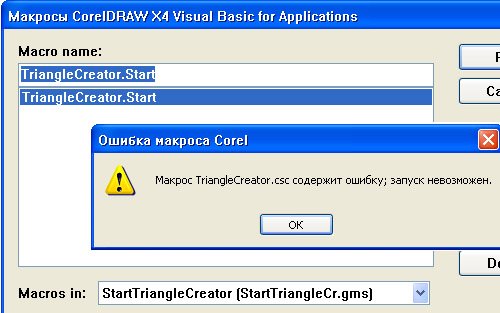 Макросы CorelDRAW X4 Visual Basic for Applications
Macro name:
TriangleCreator.Start
TriangleCreator.Start
Ca
Ошибка макроса Corel
Макрос TriangleCreator.csc содержит ошибку; запуск невозможен.
OK
De
Macros in: StartTriangleCreator (StartTriangleCr.gms)